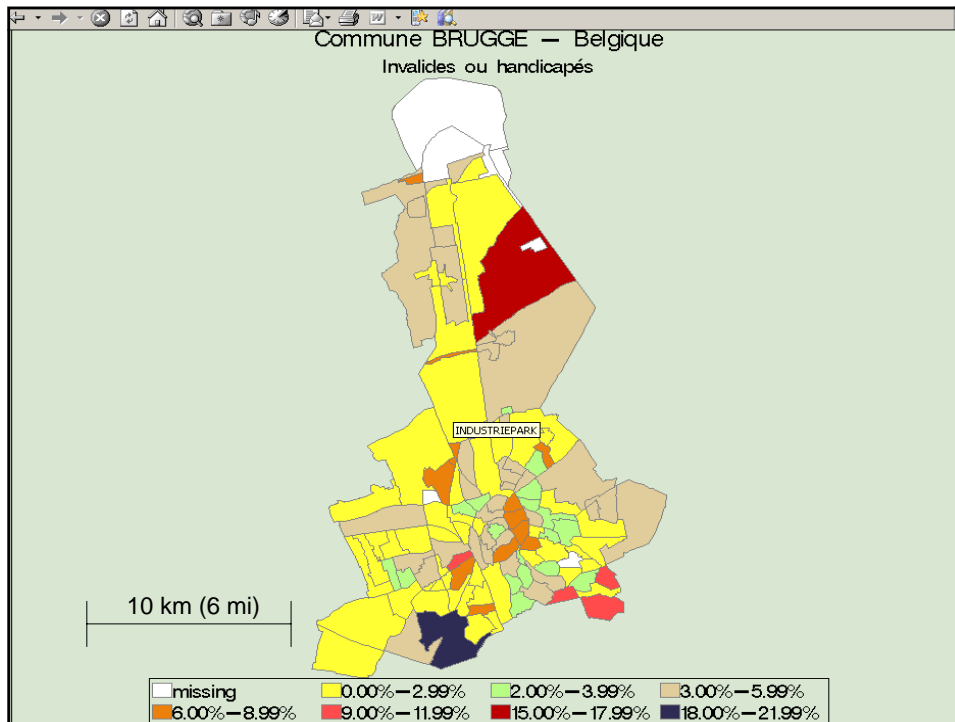 Commune BRUGGE — Belgique
Invalides ou handicapés
INDUSTRIEPARK
10 km (6 mi)
missing 0.00%—2.99% 2.00%—3.99% 3.00%—5.99%
6.00%—8.99% 9.00%—11.99% 15.00%—17.99% 18.00%—21.99%